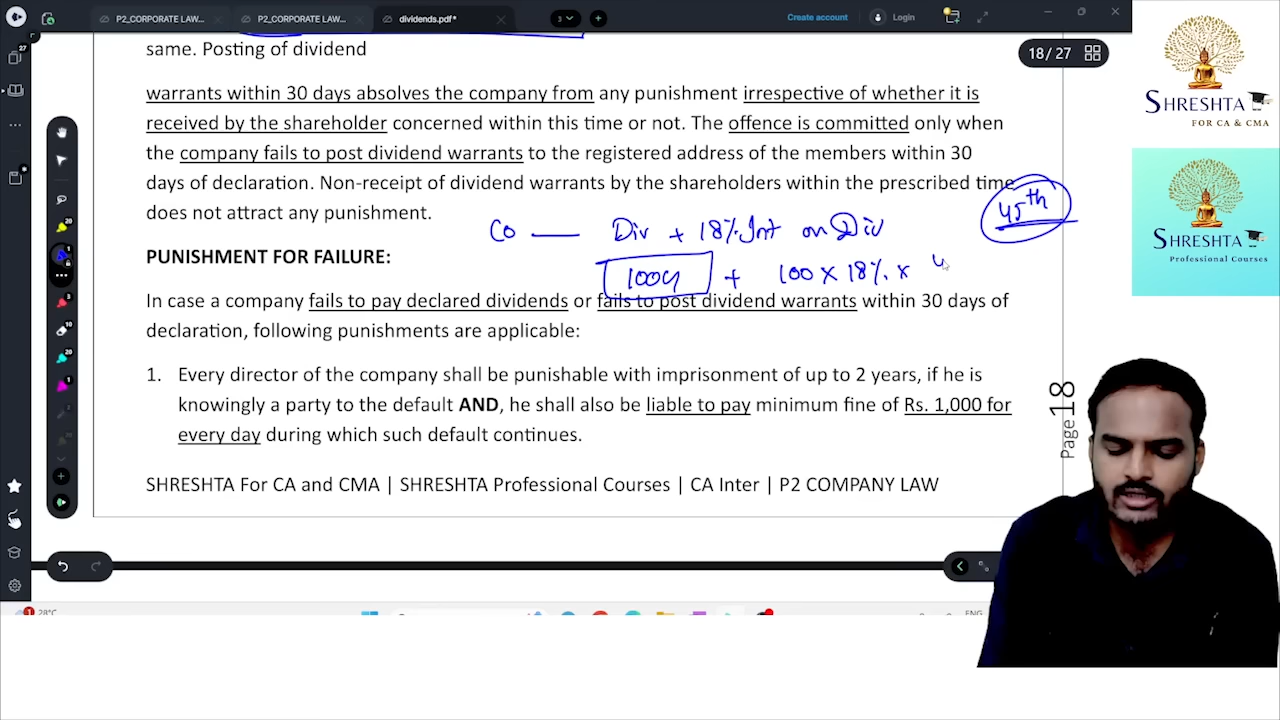 P2_CORPORATE LAW...
P2_CORPORATE LAW...
dividends.pdf*
3
Create account
Login
27
same. Posting of dividend
18 / 27
warrants within 30 days absolves the company from any punishment irrespective of whether it is
received by the shareholder concerned within this time or not. The offence is committed only when
the company fails to post dividend warrants to the registered address of the members within 30
days of declaration. Non-receipt of dividend warrants by the shareholders within the prescribed time
does not attract any punishment.
45th
Co — Div + 18% Int on Div
PUNISHMENT FOR FAILURE:
100 + 100 x 18% x 4
In case a company fails to pay declared dividends or fails to post dividend warrants within 30 days of
declaration, following punishments are applicable:
1. Every director of the company shall be punishable with imprisonment of up to 2 years, if he is
knowingly a party to the default AND, he shall also be liable to pay minimum fine of Rs. 1,000 for
every day during which such default continues.
Page 18
SHRESHTA For CA and CMA | SHRESHTA Professional Courses | CA Inter | P2 COMPANY LAW
28°C
ENG
SHRESHTA
FOR CA & CMA
SHRESHTA
Professional Courses